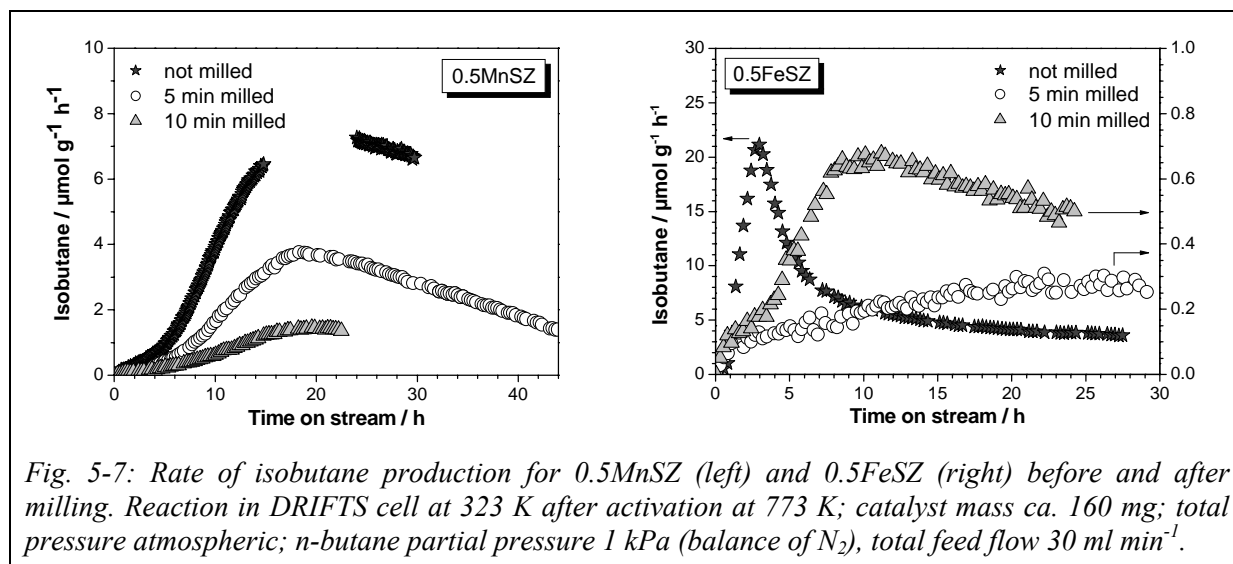 10
8
6
4
2
0
Isobutane / µmol g⁻¹ h⁻¹
not milled
5 min milled
10 min milled
0.5MnSZ
0 10 20 30 40
Time on stream / h
30
25
20
15
10
5
0
Isobutane / µmol g⁻¹ h⁻¹
0.5FeSZ
not milled
5 min milled
10 min milled
1.0
0.8
0.6
0.4
0.2
0.0
0 5 10 15 20 25 30
Time on stream / h
Fig. 5-7: Rate of isobutane production for 0.5MnSZ (left) and 0.5FeSZ (right) before and after
milling. Reaction in DRIFTS cell at 323 K after activation at 773 K; catalyst mass ca. 160 mg; total
pressure atmospheric; n-butane partial pressure 1 kPa (balance of N₂), total feed flow 30 ml min⁻¹.